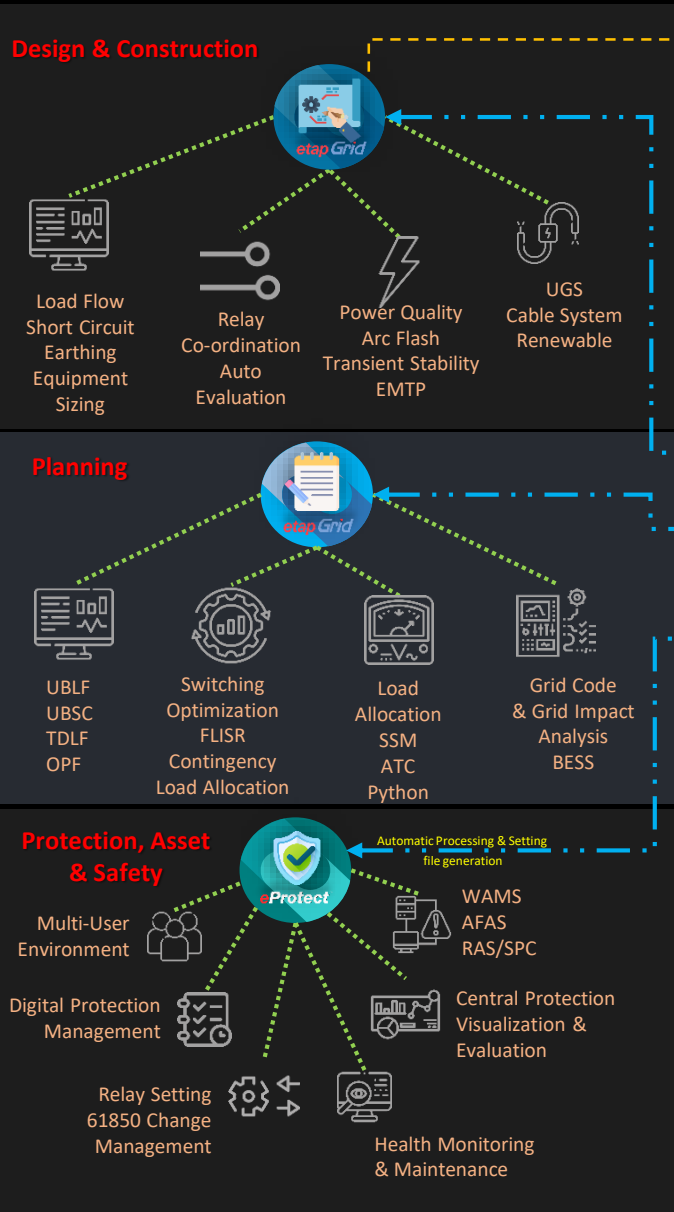 Design & Construction
etap Grid
Load Flow
Short Circuit
Earthing
Equipment
Sizing
Relay
Co-ordination
Auto
Evaluation
Power Quality
Arc Flash
Transient Stability
EMTP
UGS
Cable System
Renewable
Planning
etap Grid
UBLF
UBSC
TDLF
OPF
Switching
Optimization
FLISR
Contingency
Load Allocation
Load
Allocation
SSM
ATC
Python
Grid Code
& Grid Impact
Analysis
BESS
Protection, Asset
& Safety
eProtect
Automatic Processing & Setting
file generation
Multi-User
Environment
WAMS
AFAS
RAS/SPC
Digital Protection
Management
Central Protection
Visualization &
Evaluation
Relay Setting
61850 Change
Management
Health Monitoring
& Maintenance